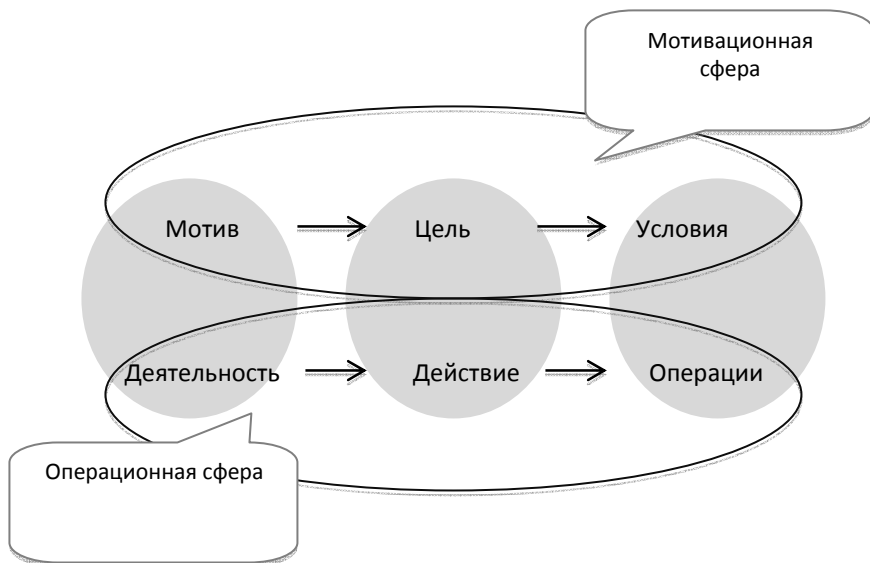 Мотивационная
сфера
Мотив
Цель
Условия
Деятельность
Действие
Операции
Операционная сфера